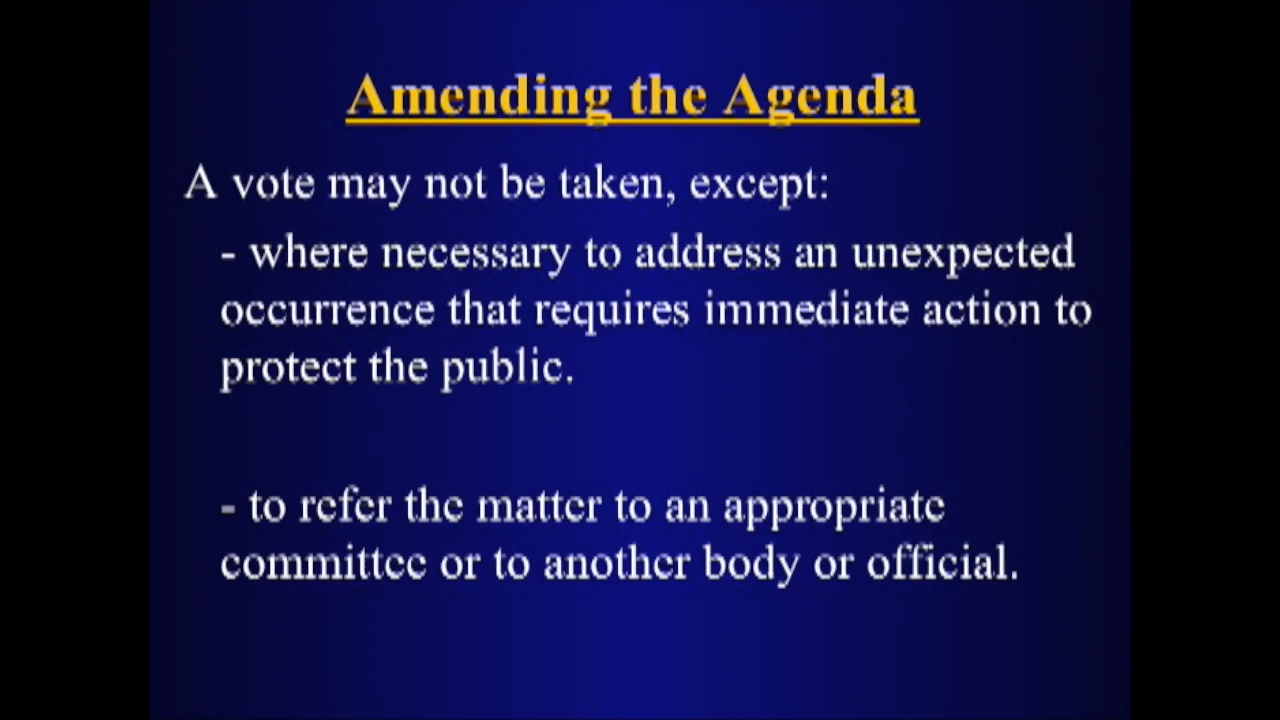 Amending the Agenda
A vote may not be taken, except:
- where necessary to address an unexpected
occurrence that requires immediate action to
protect the public.
- to refer the matter to an appropriate
committee or to another body or official.